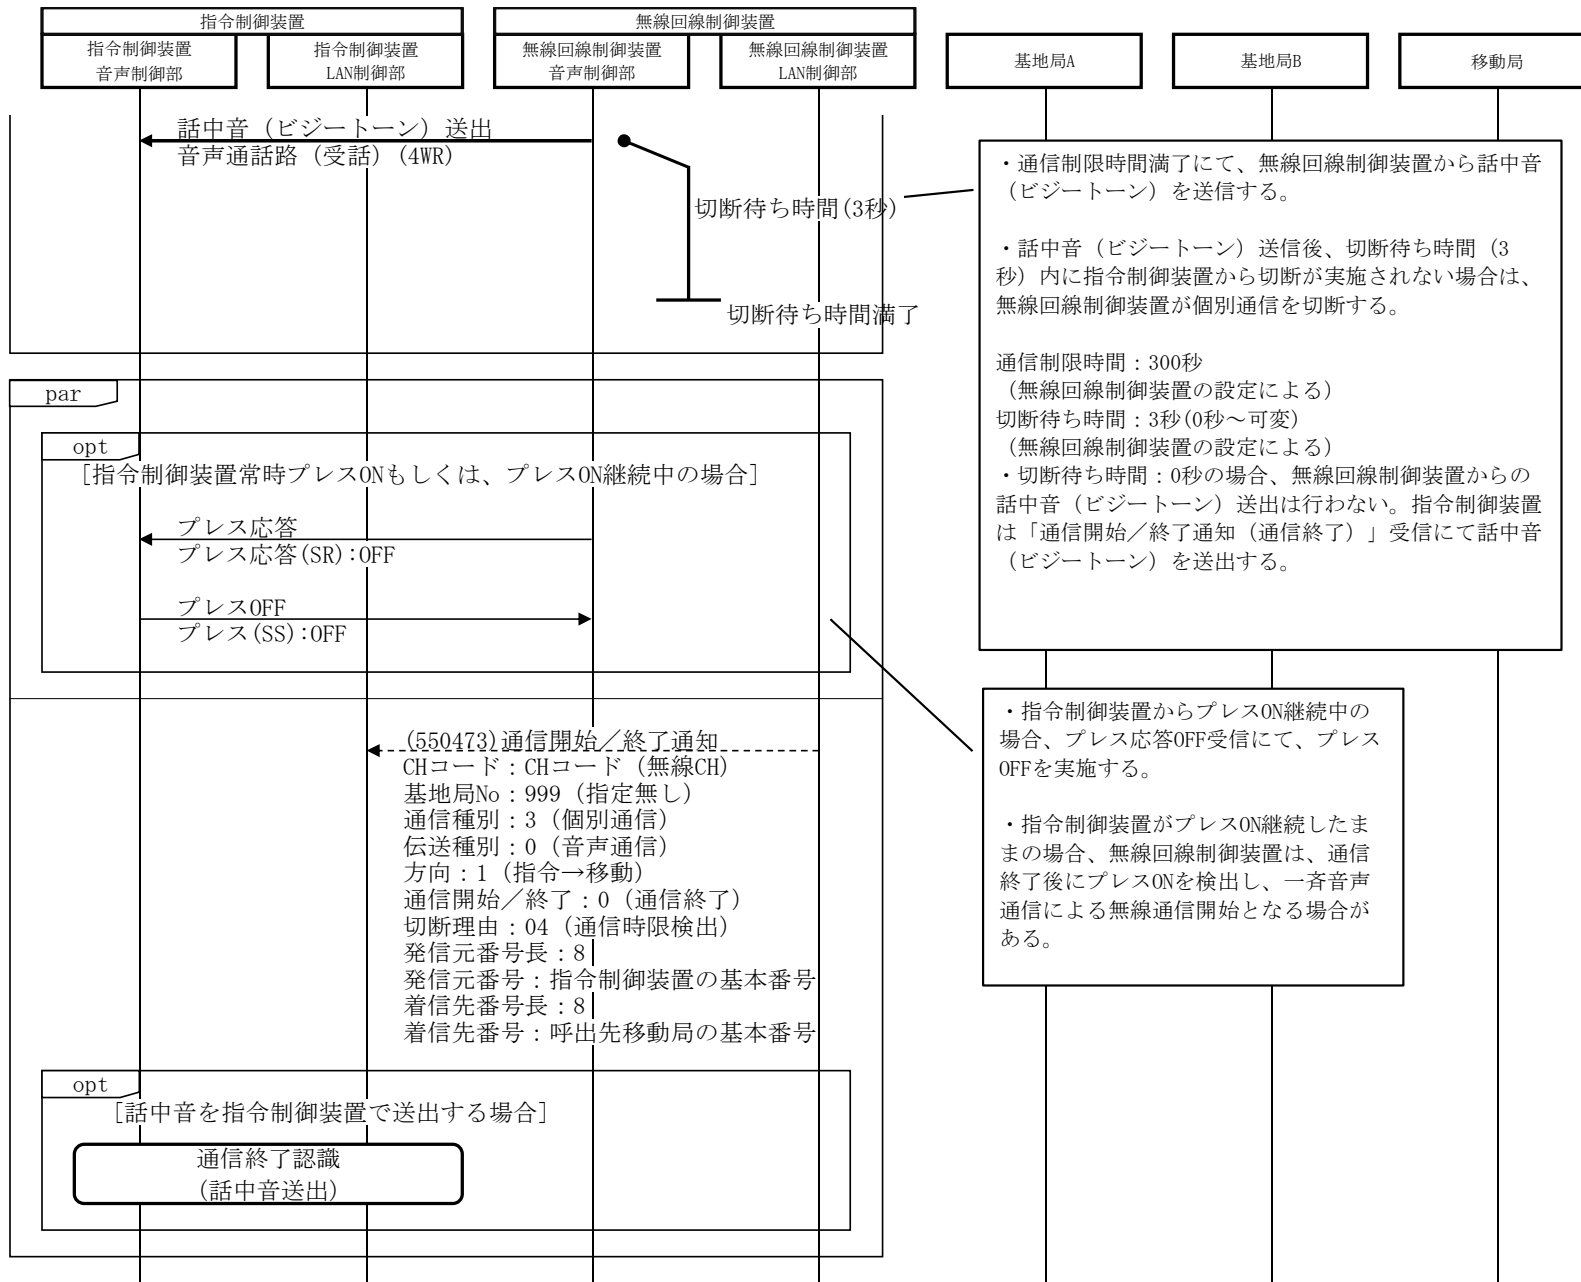 指令制御装置
無線回線制御装置
指令制御装置
音声制御部
指令制御装置
LAN制御部
無線回線制御装置
音声制御部
無線回線制御装置
LAN制御部
基地局A
基地局B
移動局
話中音（ビジートーン）送出
音声通話路（受話）(4WR)
切断待ち時間(3秒)
切断待ち時間満了
・通信制限時間満了にて、無線回線制御装置から話中音
（ビジートーン）を送信する。
・話中音（ビジートーン）送信後、切断待ち時間（3
秒）内に指令制御装置から切断が実施されない場合は、
無線回線制御装置が個別通信を切断する。
通信制限時間：300秒
（無線回線制御装置の設定による）
切断待ち時間：3秒(0秒～可変)
（無線回線制御装置の設定による）
・切断待ち時間：0秒の場合、無線回線制御装置からの
話中音（ビジートーン）送出は行わない。指令制御装置
は「通信開始／終了通知（通信終了）」受信にて話中音
（ビジートーン）を送出する。
par
opt
[指令制御装置常時プレスONもしくは、プレスON継続中の場合]
プレス応答
プレス応答(SR):OFF
プレスOFF
プレス(SS):OFF
・指令制御装置からプレスON継続中の
場合、プレス応答OFF受信にて、プレス
OFFを実施する。
・指令制御装置がプレスON継続したま
まの場合、無線回線制御装置は、通信
終了後にプレスONを検出し、一斉音声
通信による無線通信開始となる場合が
ある。
(550473)通信開始／終了通知
CHコード：CHコード（無線CH）
基地局No：999（指定無し）
通信種別：3（個別通信）
伝送種別：0（音声通信）
方向：1（指令→移動）
通信開始／終了：0（通信終了）
切断理由：04（通信時限検出）
発信元番号長：8
発信元番号：指令制御装置の基本番号
着信先番号長：8
着信先番号：呼出先移動局の基本番号
opt
[話中音を指令制御装置で送出する場合]
通信終了認識
(話中音送出)